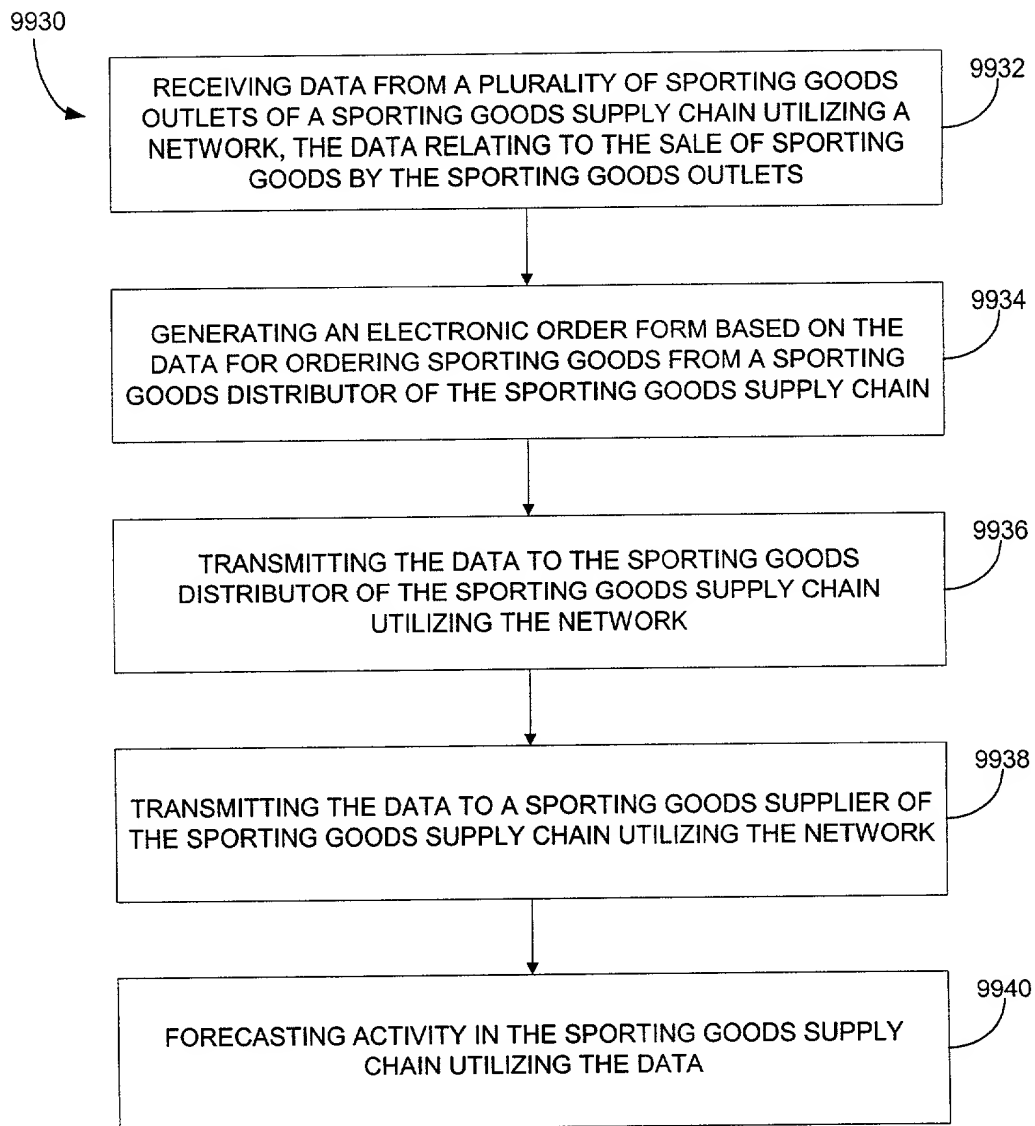 9930
9932
RECEIVING DATA FROM A PLURALITY OF SPORTING GOODS
OUTLETS OF A SPORTING GOODS SUPPLY CHAIN UTILIZING A
NETWORK, THE DATA RELATING TO THE SALE OF SPORTING
GOODS BY THE SPORTING GOODS OUTLETS
9934
GENERATING AN ELECTRONIC ORDER FORM BASED ON THE
DATA FOR ORDERING SPORTING GOODS FROM A SPORTING
GOODS DISTRIBUTOR OF THE SPORTING GOODS SUPPLY CHAIN
9936
TRANSMITTING THE DATA TO THE SPORTING GOODS
DISTRIBUTOR OF THE SPORTING GOODS SUPPLY CHAIN
UTILIZING THE NETWORK
9938
TRANSMITTING THE DATA TO A SPORTING GOODS SUPPLIER OF
THE SPORTING GOODS SUPPLY CHAIN UTILIZING THE NETWORK
9940
FORECASTING ACTIVITY IN THE SPORTING GOODS SUPPLY
CHAIN UTILIZING THE DATA